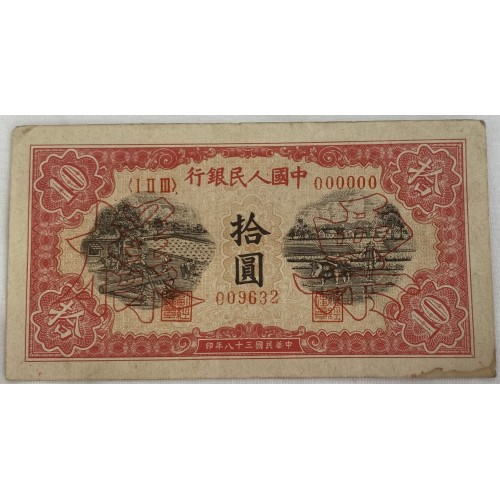 10
拾
〈I II III〉
中國人民銀行
000000
拾圓
009632
拾
10
中華民國三十八年印